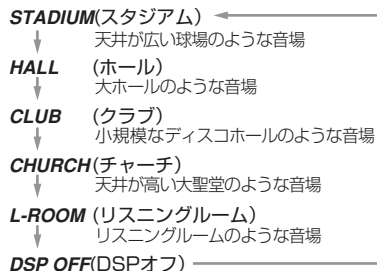 STADIUM(スタジアム)
天井が広い球場のような音場
HALL (ホール)
大ホールのような音場
CLUB (クラブ)
小規模なディスコホールのような音場
CHURCH(チャーチ)
天井が高い大聖堂のような音場
L-ROOM (リスニングルーム)
リスニングルームのような音場
DSP OFF(DSPオフ)